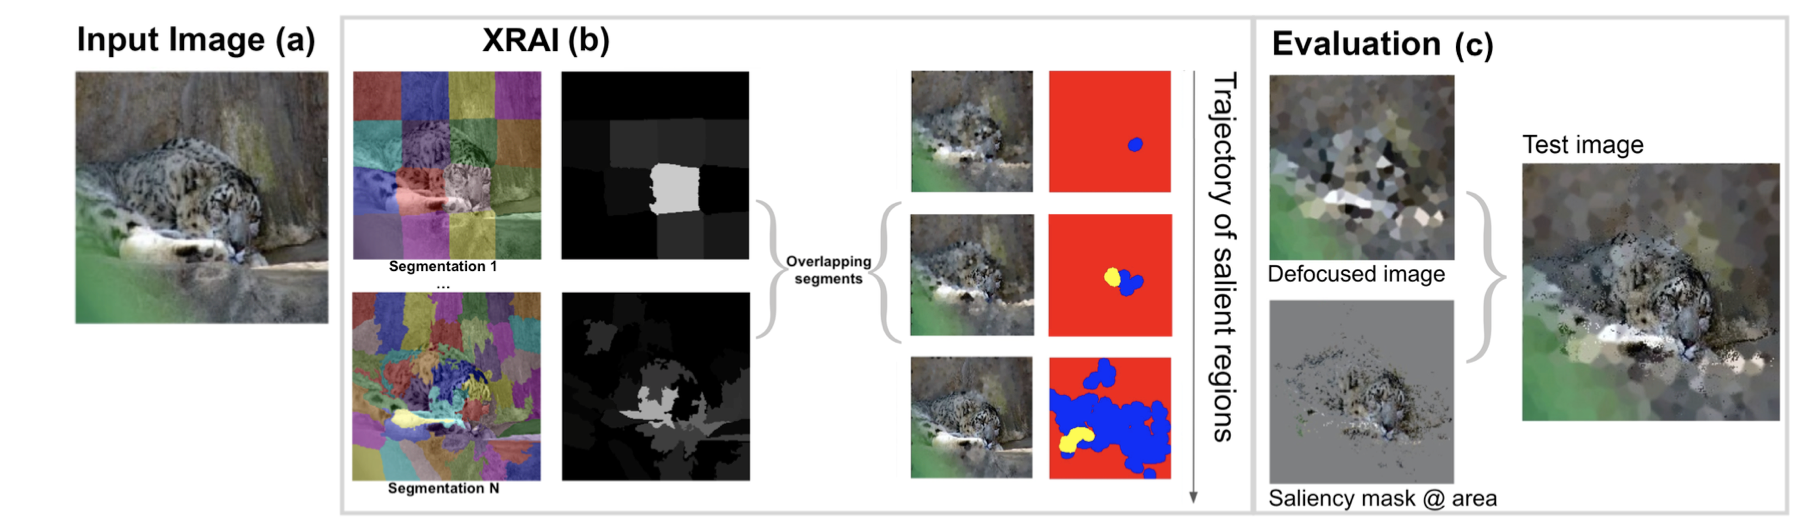 Input Image (a)
XRAI (b)
Segmentation 1
...
Segmentation N
Overlapping
segments
Trajectory of salient regions
Evaluation (c)
Defocused image
Saliency mask @ area
Test image